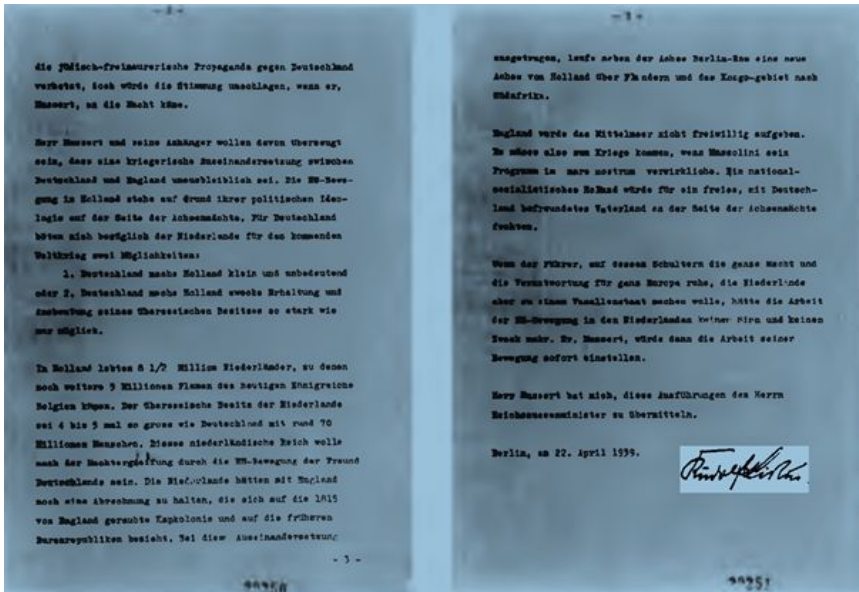 - 2 -
die jüdisch-freimaurerische Propaganda gegen Deutschland
verhetzt, doch würde die Stimmung umschlagen, wenn er,
Mussert, an die Macht käme.
Herr Mussert und seine Anhänger wollen davon überzeugt
sein, dass eine kriegerische Auseinandersetzung zwischen
Deutschland und England unausbleiblich sei. Die NS-Bewe-
gung in Holland stehe auf Grund ihrer politischen Ideo-
logie auf der Seite der Achsenmächte. Für Deutschland
böten sich bezüglich der Niederlande für den kommenden
Weltkrieg zwei Möglichkeiten:
1. Deutschland mache Holland klein und unbedeutend
oder 2. Deutschland mache Holland zwecks Erhaltung und
Ausbeutung seines überseeischen Besitzes so stark wie
nur möglich.
In Holland lebten 8 1/2 Million Niederländer, zu denen
noch weitere 5 Millionen Flamen des heutigen Königreichs
Belgien kämen. Der überseeische Besitz der Niederlande
sei 4 bis 5 mal so gross wie Deutschland mit rund 70
Millionen Menschen. Dieses niederländische Reich wolle
nach der Machtergreifung durch die NS-Bewegung der Freund
Deutschlands sein. Die Niederlande hätten mit England
noch eine Abrechnung zu halten, die sich auf die 1815
von England geraubte Kapkolonie und auf die früheren
Burenrepubliken bezieht. Sei diese Auseinandersetzung
- 3 -
ausgetragen, laufe neben der Achse Berlin-Rom eine neue
Achse von Holland über Flandern und das Kongo-gebiet nach
Südafrika.
England werde das Mittelmeer nicht freiwillig aufgeben.
Es müsse also zum Kriege kommen, wenn Mussolini sein
Programm im mare nostrum verwirkliche. Ein national-
sozialistisches Holland würde für ein freies, mit Deutsch-
land befreundetes Vaterland an der Seite der Achsenmächte
fechten.
Wenn der Führer, auf dessen Schultern die ganze Macht und
die Verantwortung für ganz Europa ruhe, die Niederlande
aber zu einem Vasallenstaat machen wolle, hätte die Arbeit
der NS-Bewegung in den Niederlanden keinen Sinn und keinen
Zweck mehr. Er, Mussert, würde dann die Arbeit seiner
Bewegung sofort einstellen.
Herr Mussert bat mich, diese Ausführungen dem Herrn
Reichsaussenminister zu übermitteln.
Berlin, am 22. April 1939.